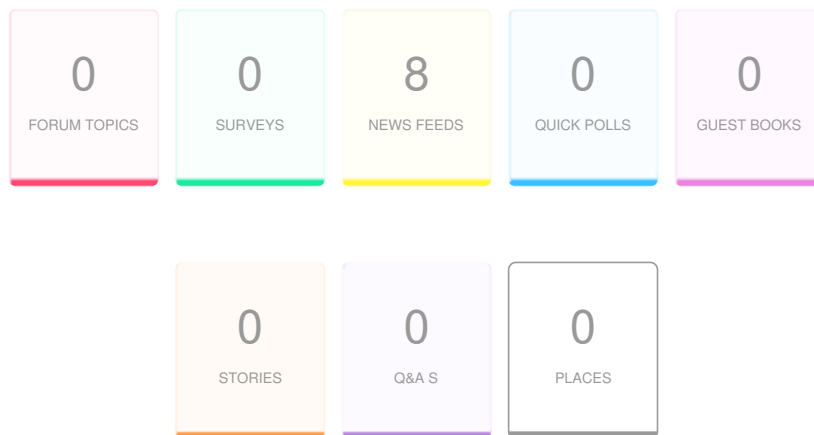 0 0 8 0 0
FORUM TOPICS SURVEYS NEWS FEEDS QUICK POLLS GUEST BOOKS
0 0 0
STORIES Q&A S PLACES